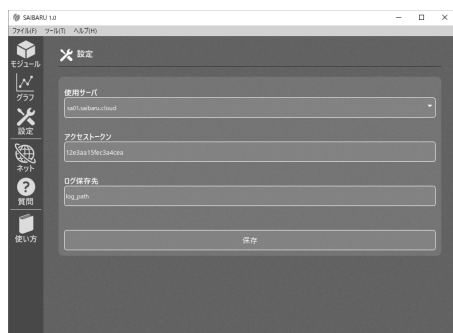 SAIBARU 1.0
ファイル(F) ツール(T) ヘルプ(H)
モジュール
グラフ
設定
ネット
質問
使い方
設定
使用サーバ
sa01.saibaru.cloud
アクセストークン
12e3aa15fec3a4cea
ログ保存先
log_path
保存